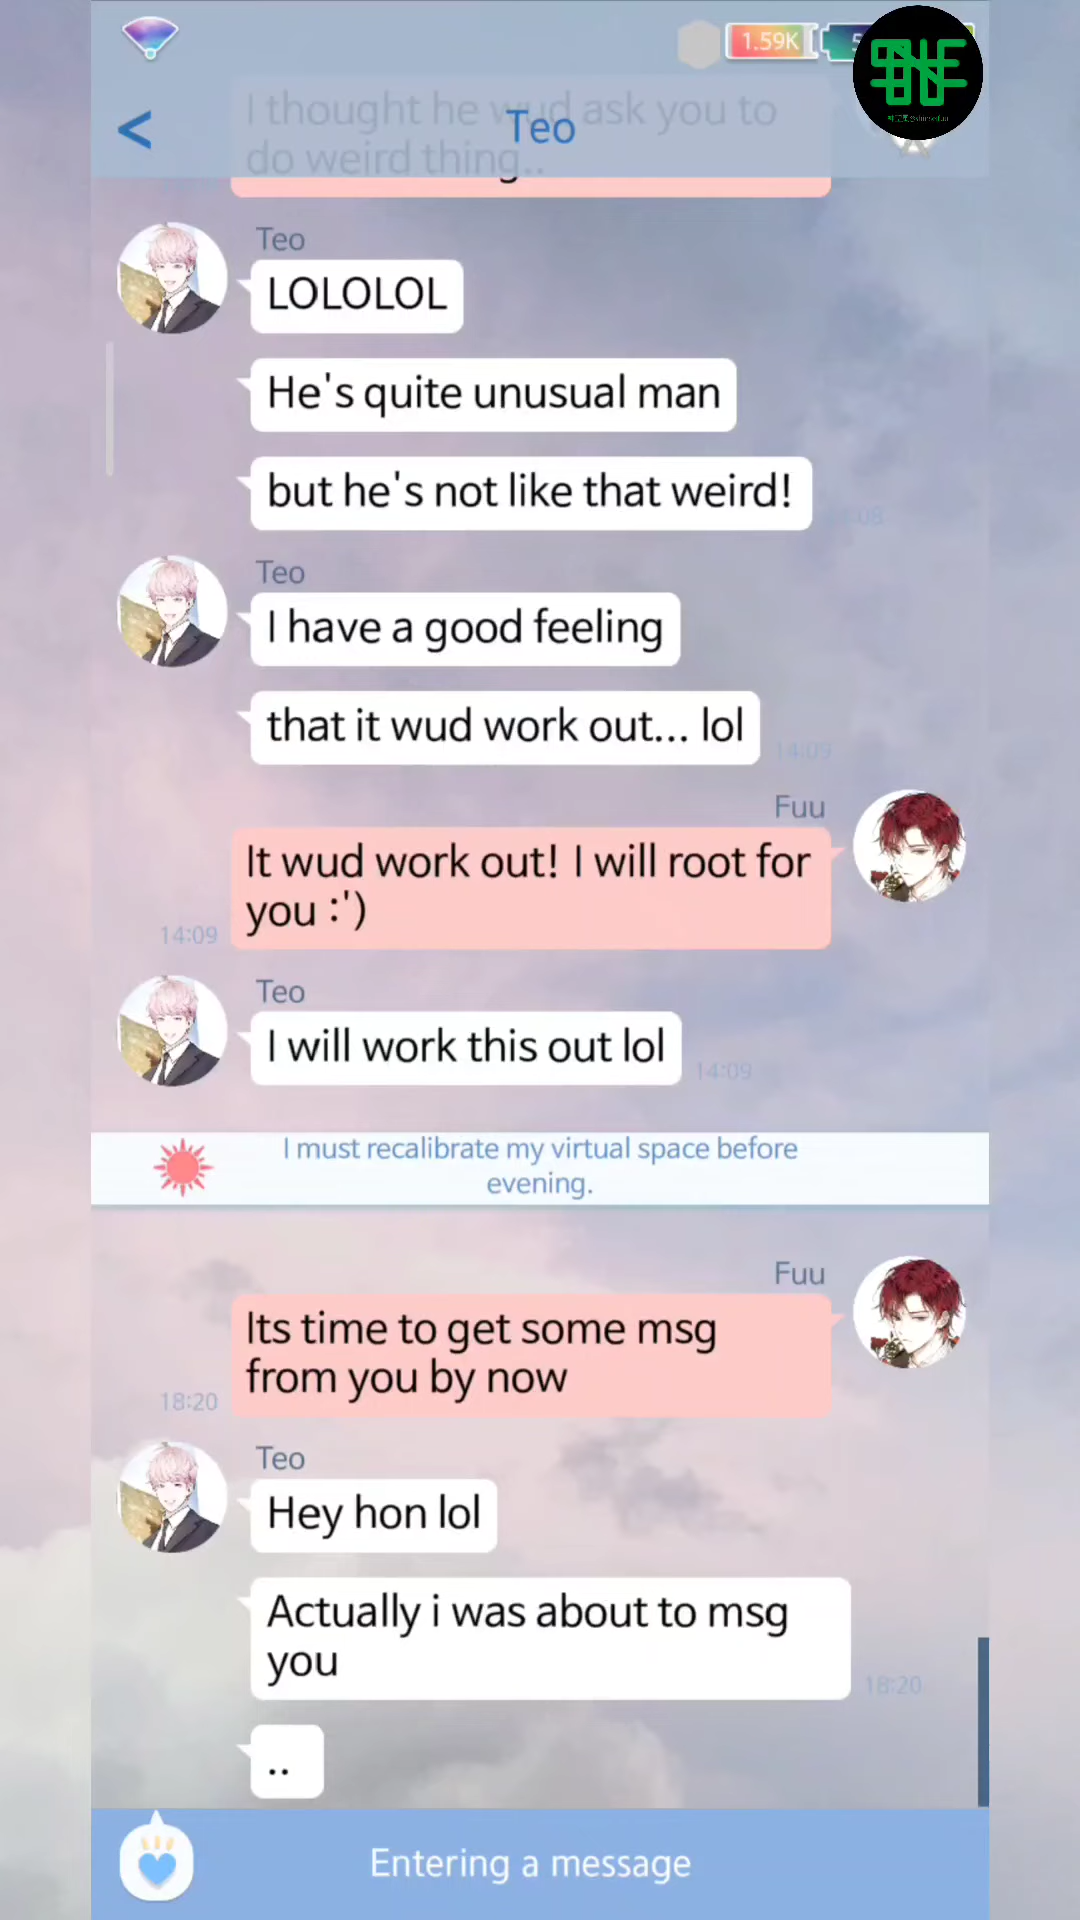 1.59K
I thought he wud ask you to
Teo
do weird thing..
Teo
LOLOLOL
He's quite unusual man
but he's not like that weird!
Teo
I have a good feeling
that it wud work out... lol
14:09
Fuu
It wud work out! I will root for
you :')
14:09
Teo
I will work this out lol
14:09
I must recalibrate my virtual space before
evening.
Fuu
Its time to get some msg
from you by now
18:20
Teo
Hey hon lol
Actually i was about to msg
you
18:20
..
Entering a message